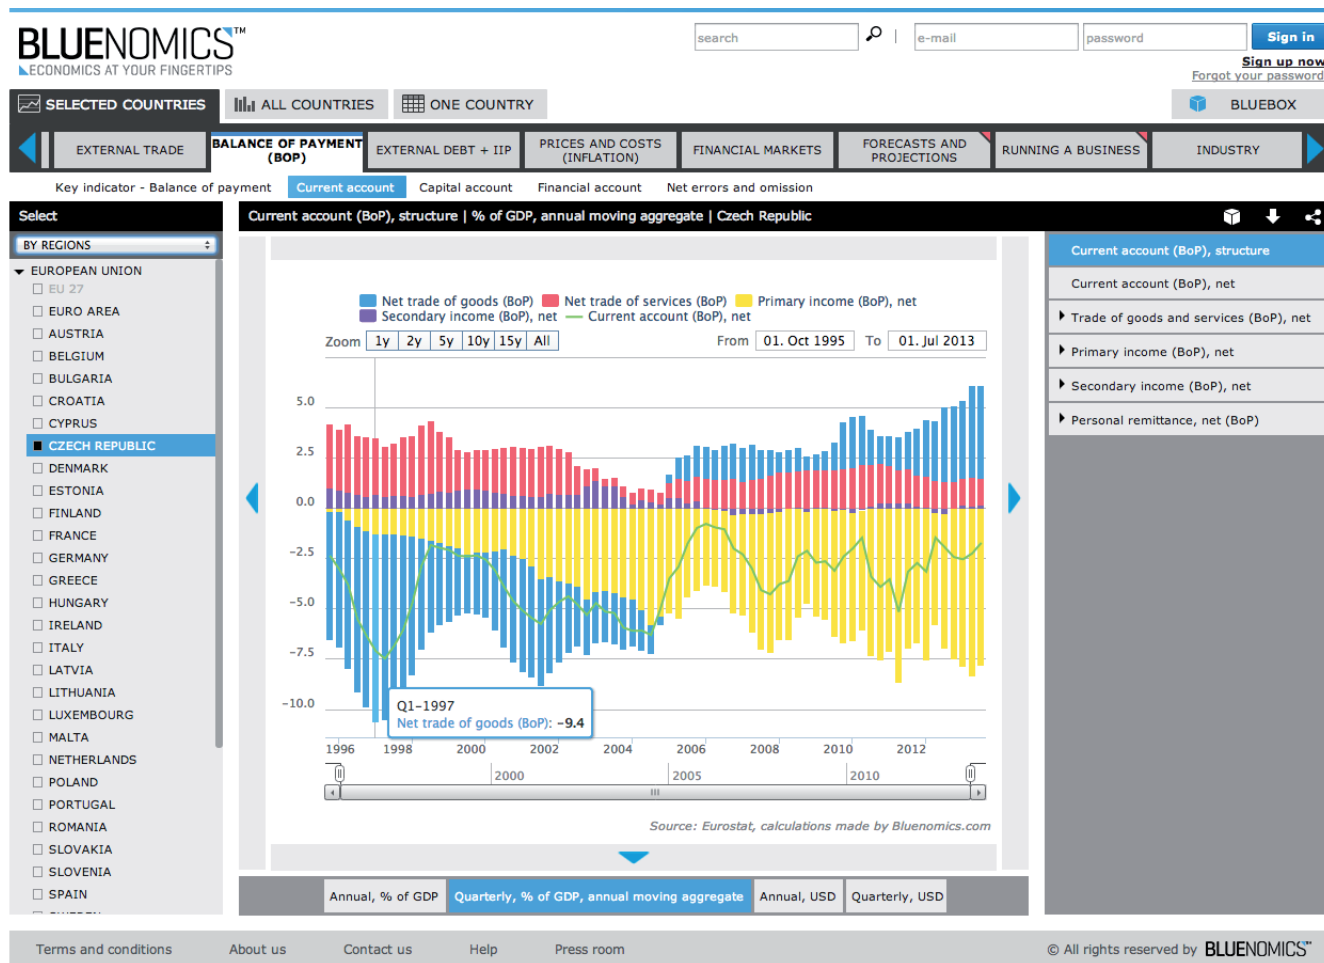 BLUENOMICS™
ECONOMICS AT YOUR FINGERTIPS
search
e-mail
password
Sign in
Sign up now
Forgot your password
SELECTED COUNTRIES
ALL COUNTRIES
ONE COUNTRY
BLUEBOX
EXTERNAL TRADE
BALANCE OF PAYMENT
(BOP)
EXTERNAL DEBT + IIP
PRICES AND COSTS
(INFLATION)
FINANCIAL MARKETS
FORECASTS AND
PROJECTIONS
RUNNING A BUSINESS
INDUSTRY
Key indicator - Balance of payment
Current account
Capital account
Financial account
Net errors and omission
Select
BY REGIONS
EUROPEAN UNION
EU 27
EURO AREA
AUSTRIA
BELGIUM
BULGARIA
CROATIA
CYPRUS
CZECH REPUBLIC
DENMARK
ESTONIA
FINLAND
FRANCE
GERMANY
GREECE
HUNGARY
IRELAND
ITALY
LATVIA
LITHUANIA
LUXEMBOURG
MALTA
NETHERLANDS
POLAND
PORTUGAL
ROMANIA
SLOVAKIA
SLOVENIA
SPAIN
Current account (BoP), structure | % of GDP, annual moving aggregate | Czech Republic
Net trade of goods (BoP)
Net trade of services (BoP)
Primary income (BoP), net
Secondary income (BoP), net
Current account (BoP), net
Zoom
1y
2y
5y
10y
15y
All
From
01. Oct 1995
To
01. Jul 2013
5.0
2.5
0.0
−2.5
−5.0
−7.5
−10.0
Q1–1997
Net trade of goods (BoP): −9.4
1996
1998
2000
2002
2004
2006
2008
2010
2012
2000
2005
2010
Source: Eurostat, calculations made by Bluenomics.com
Annual, % of GDP
Quarterly, % of GDP, annual moving aggregate
Annual, USD
Quarterly, USD
Current account (BoP), structure
Current account (BoP), net
Trade of goods and services (BoP), net
Primary income (BoP), net
Secondary income (BoP), net
Personal remittance, net (BoP)
Terms and conditions
About us
Contact us
Help
Press room
© All rights reserved by BLUENOMICS™